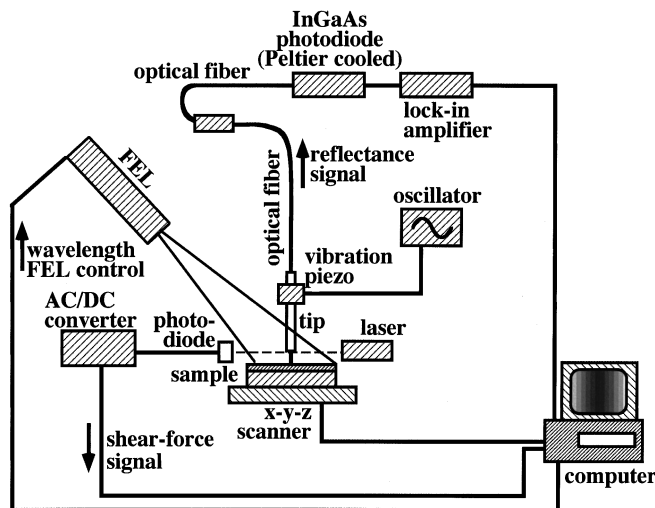 InGaAs
photodiode
(Peltier cooled)
optical fiber
lock-in
amplifier
FEL
optical fiber
reflectance
signal
oscillator
wavelength
FEL control
vibration
piezo
AC/DC
converter
photo-
diode
tip
laser
sample
x-y-z
scanner
shear-force
signal
computer